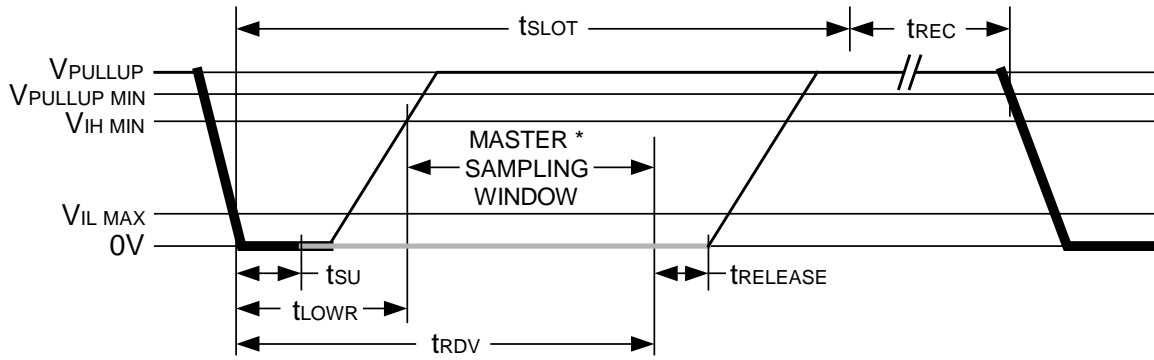 tSLOT
tREC
VPULLUP
VPULLUP MIN
VIH MIN
MASTER *
SAMPLING
WINDOW
VIL MAX
0V
tSU
tRELEASE
tLOWR
tRDV